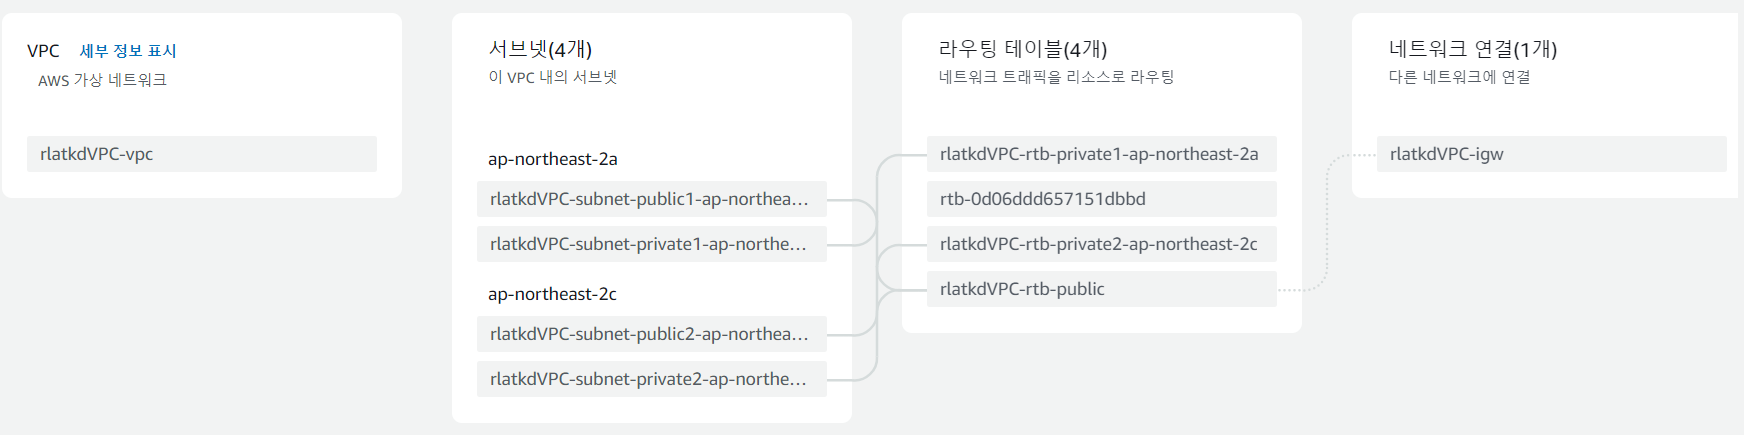 VPC 세부 정보 표시
AWS 가상 네트워크
rlatkdVPC-vpc
서브넷(4개)
이 VPC 내의 서브넷
ap-northeast-2a
rlatkdVPC-subnet-public1-ap-northea...
rlatkdVPC-subnet-private1-ap-northe...
ap-northeast-2c
rlatkdVPC-subnet-public2-ap-northea...
rlatkdVPC-subnet-private2-ap-northe...
라우팅 테이블(4개)
네트워크 트래픽을 리소스로 라우팅
rlatkdVPC-rtb-private1-ap-northeast-2a
rtb-0d06ddd657151dbbd
rlatkdVPC-rtb-private2-ap-northeast-2c
rlatkdVPC-rtb-public
네트워크 연결(1개)
다른 네트워크에 연결
rlatkdVPC-igw